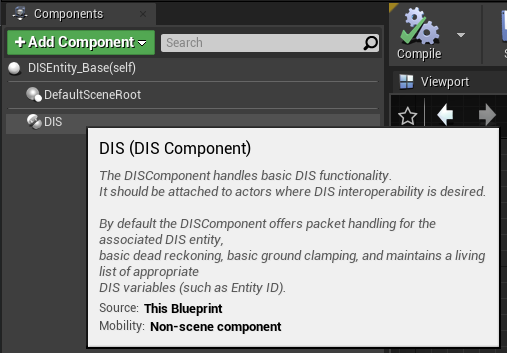 Components
+ Add Component
Search
Compile
DISEntity_Base(self)
Viewport
DefaultSceneRoot
DIS
DIS (DIS Component)
The DISComponent handles basic DIS functionality.
It should be attached to actors where DIS interoperability is desired.
By default the DISComponent offers packet handling for the
associated DIS entity,
basic dead reckoning, basic ground clamping, and maintains a living
list of appropriate
DIS variables (such as Entity ID).
Source: This Blueprint
Mobility: Non-scene component